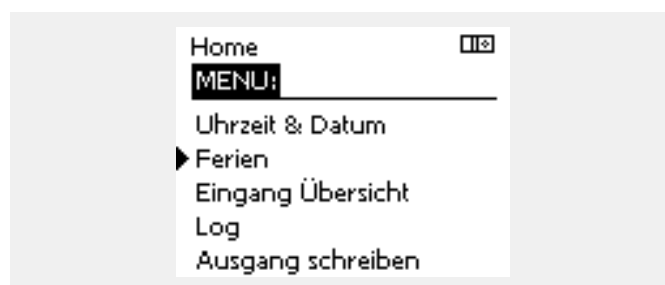 Home
MENU:
Uhrzeit & Datum
Ferien
Eingang Übersicht
Log
Ausgang schreiben